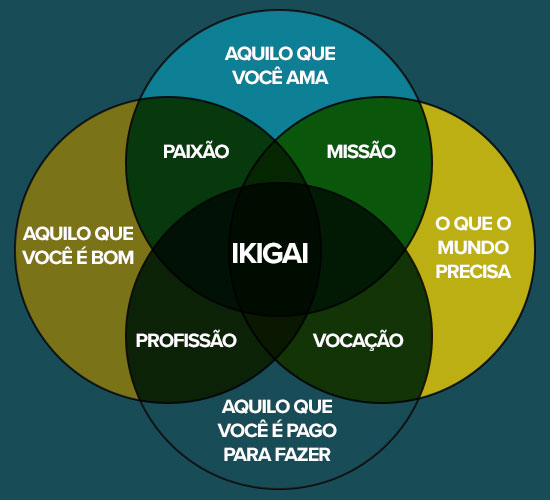 AQUILO QUE
VOCÊ AMA
PAIXÃO
MISSÃO
AQUILO QUE
VOCÊ É BOM
IKIGAI
O QUE O
MUNDO
PRECISA
PROFISSÃO
VOCAÇÃO
AQUILO QUE
VOCÊ É PAGO
PARA FAZER